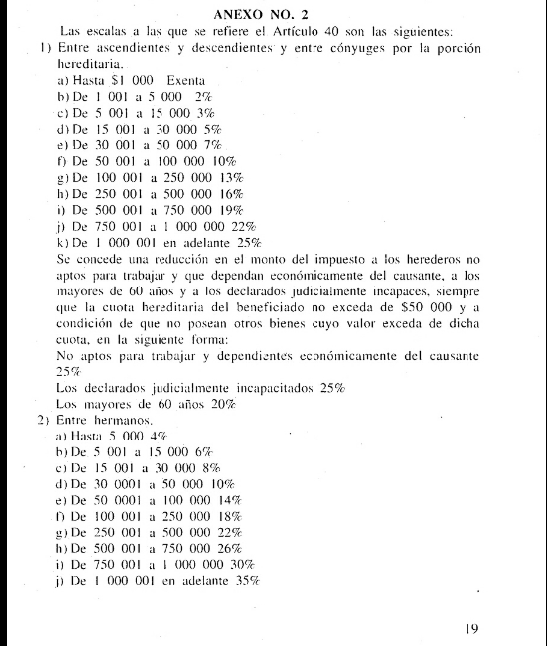 ANEXO NO. 2
Las escalas a las que se refiere el Artículo 40 son las siguientes:
1) Entre ascendientes y descendientes y entre cónyuges por la porción
hereditaria.
a) Hasta $1 000 Exenta
b) De 1 001 a 5 000 2%
c) De 5 001 a 15 000 3%
d) De 15 001 a 30 000 5%
e) De 30 001 a 50 000 7%
f) De 50 001 a 100 000 10%
g) De 100 001 a 250 000 13%
h) De 250 001 a 500 000 16%
i) De 500 001 a 750 000 19%
j) De 750 001 a 1 000 000 22%
k) De 1 000 001 en adelante 25%
Se concede una reducción en el monto del impuesto a los herederos no
aptos para trabajar y que dependan económicamente del causante, a los
mayores de 60 años y a los declarados judicialmente incapaces, siempre
que la cuota hereditaria del beneficiado no exceda de $50 000 y a
condición de que no posean otros bienes cuyo valor exceda de dicha
cuota, en la siguiente forma:
No aptos para trabajar y dependientes económicamente del causante
25%
Los declarados judicialmente incapacitados 25%
Los mayores de 60 años 20%
2) Entre hermanos.
a) Hasta 5 000 4%
b) De 5 001 a 15 000 6%
c) De 15 001 a 30 000 8%
d) De 30 0001 a 50 000 10%
e) De 50 0001 a 100 000 14%
f) De 100 001 a 250 000 18%
g) De 250 001 a 500 000 22%
h) De 500 001 a 750 000 26%
i) De 750 001 a 1 000 000 30%
j) De 1 000 001 en adelante 35%
19